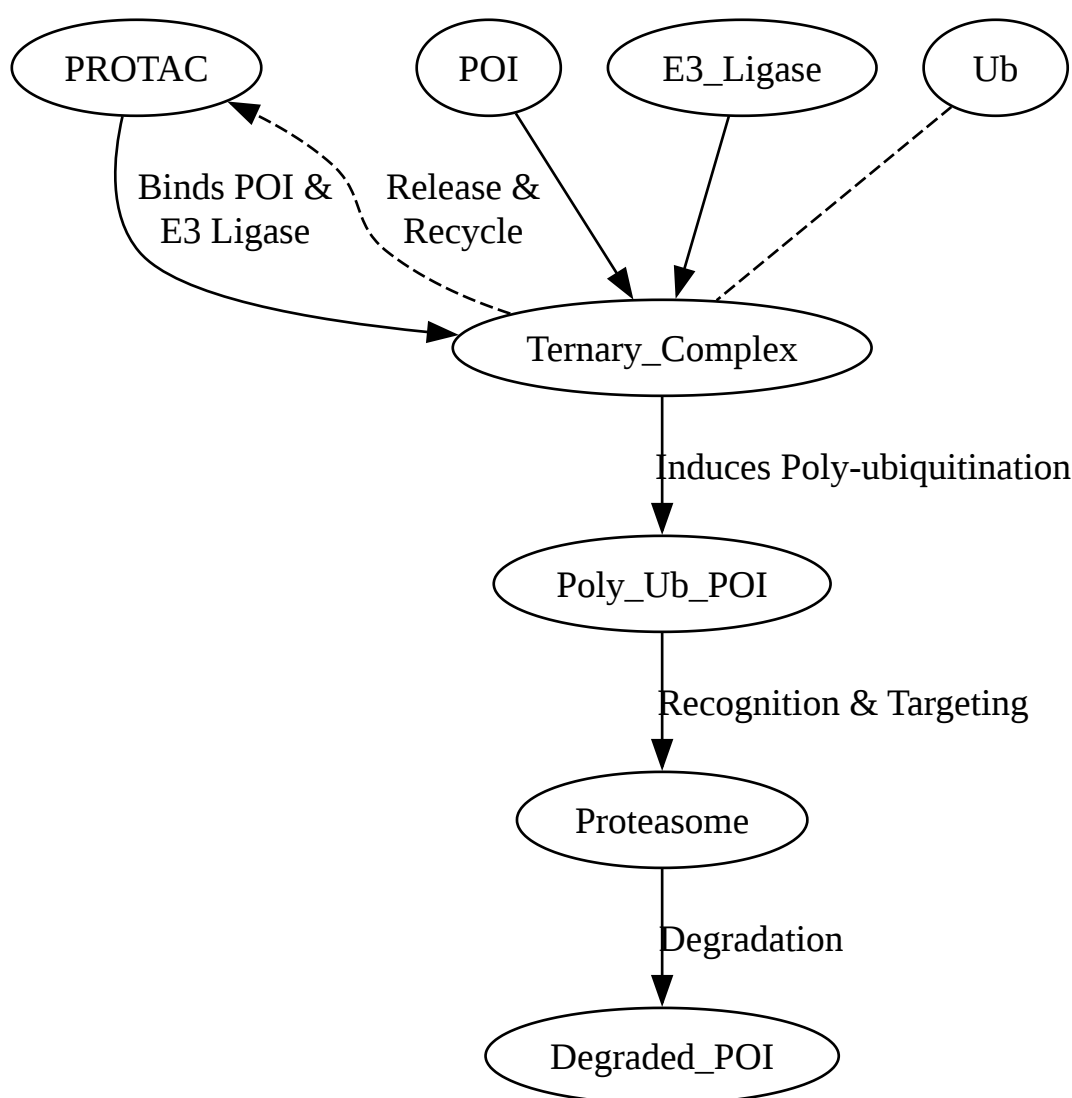 PROTAC
POI
E3_Ligase
Ub
Binds POI &
E3 Ligase
Release &
Recycle
Ternary_Complex
Induces Poly-ubiquitination
Poly_Ub_POI
Recognition & Targeting
Proteasome
Degradation
Degraded_POI